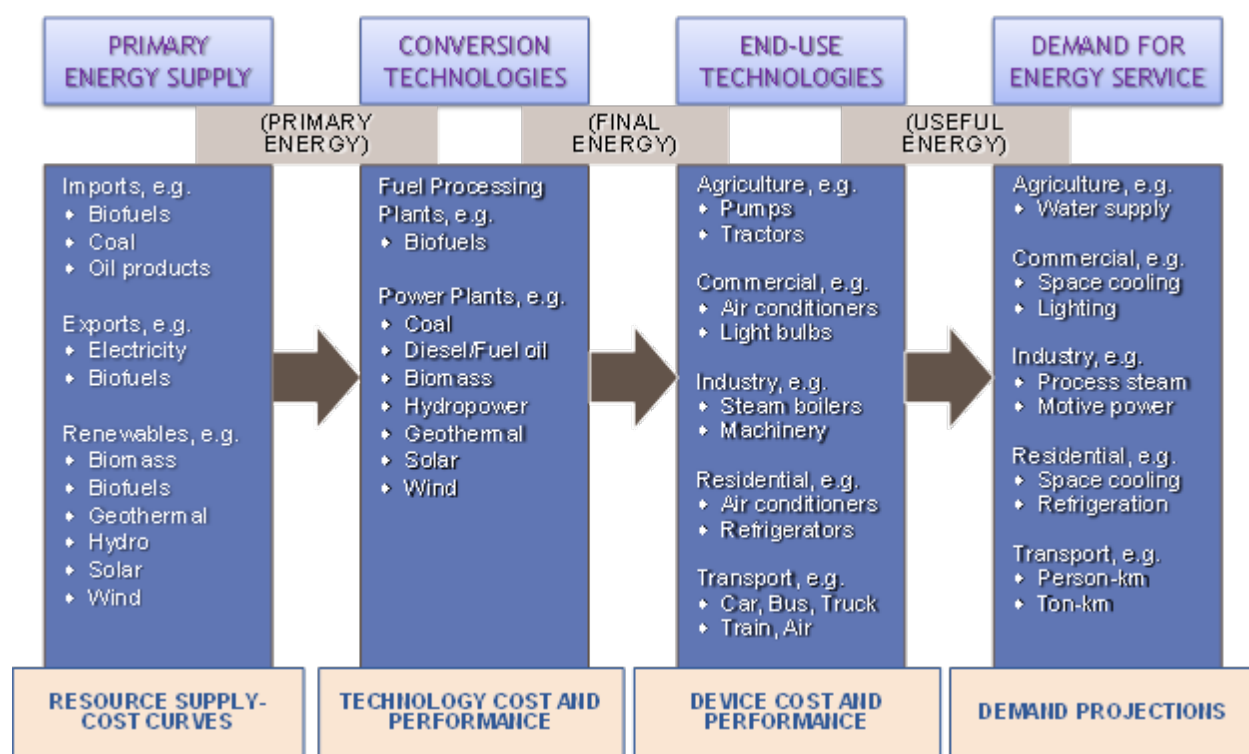 PRIMARY
ENERGY SUPPLY
CONVERSION
TECHNOLOGIES
END-USE
TECHNOLOGIES
DEMAND FOR
ENERGY SERVICE
(PRIMARY
ENERGY)
(FINAL
ENERGY)
(USEFUL
ENERGY)
Imports, e.g.
Biofuels
Coal
Oil products
Exports, e.g.
Electricity
Biofuels
Renewables, e.g.
Biomass
Biofuels
Geothermal
Hydro
Solar
Wind
Fuel Processing
Plants, e.g.
Biofuels
Power Plants, e.g.
Coal
Diesel/Fuel oil
Biomass
Hydropower
Geothermal
Solar
Wind
Agriculture, e.g.
Pumps
Tractors
Commercial, e.g.
Air conditioners
Light bulbs
Industry, e.g.
Steam boilers
Machinery
Residential, e.g.
Air conditioners
Refrigerators
Transport, e.g.
Car, Bus, Truck
Train, Air
Agriculture, e.g.
Water supply
Commercial, e.g.
Space cooling
Lighting
Industry, e.g.
Process steam
Motive power
Residential, e.g.
Space cooling
Refrigeration
Transport, e.g.
Person-km
Ton-km
RESOURCE SUPPLY-
COST CURVES
TECHNOLOGY COST AND
PERFORMANCE
DEVICE COST AND
PERFORMANCE
DEMAND PROJECTIONS